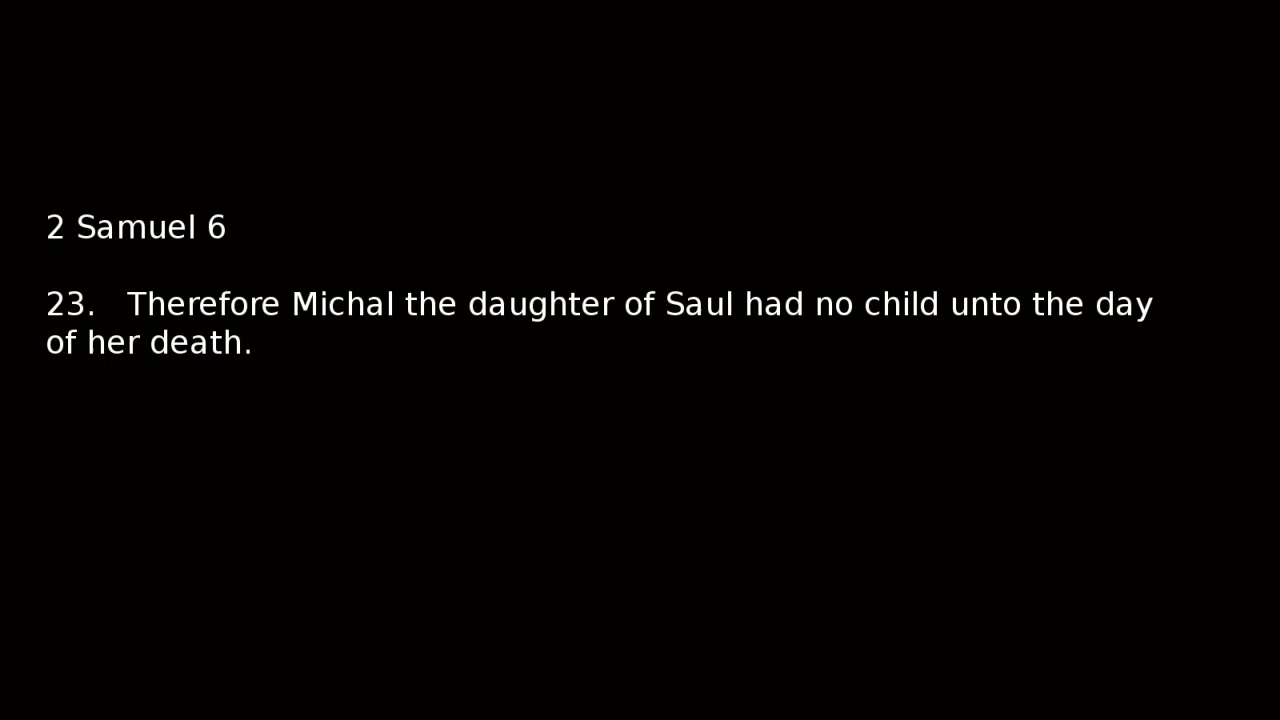 2 Samuel 6
23.   Therefore Michal the daughter of Saul had no child unto the day
of her death.